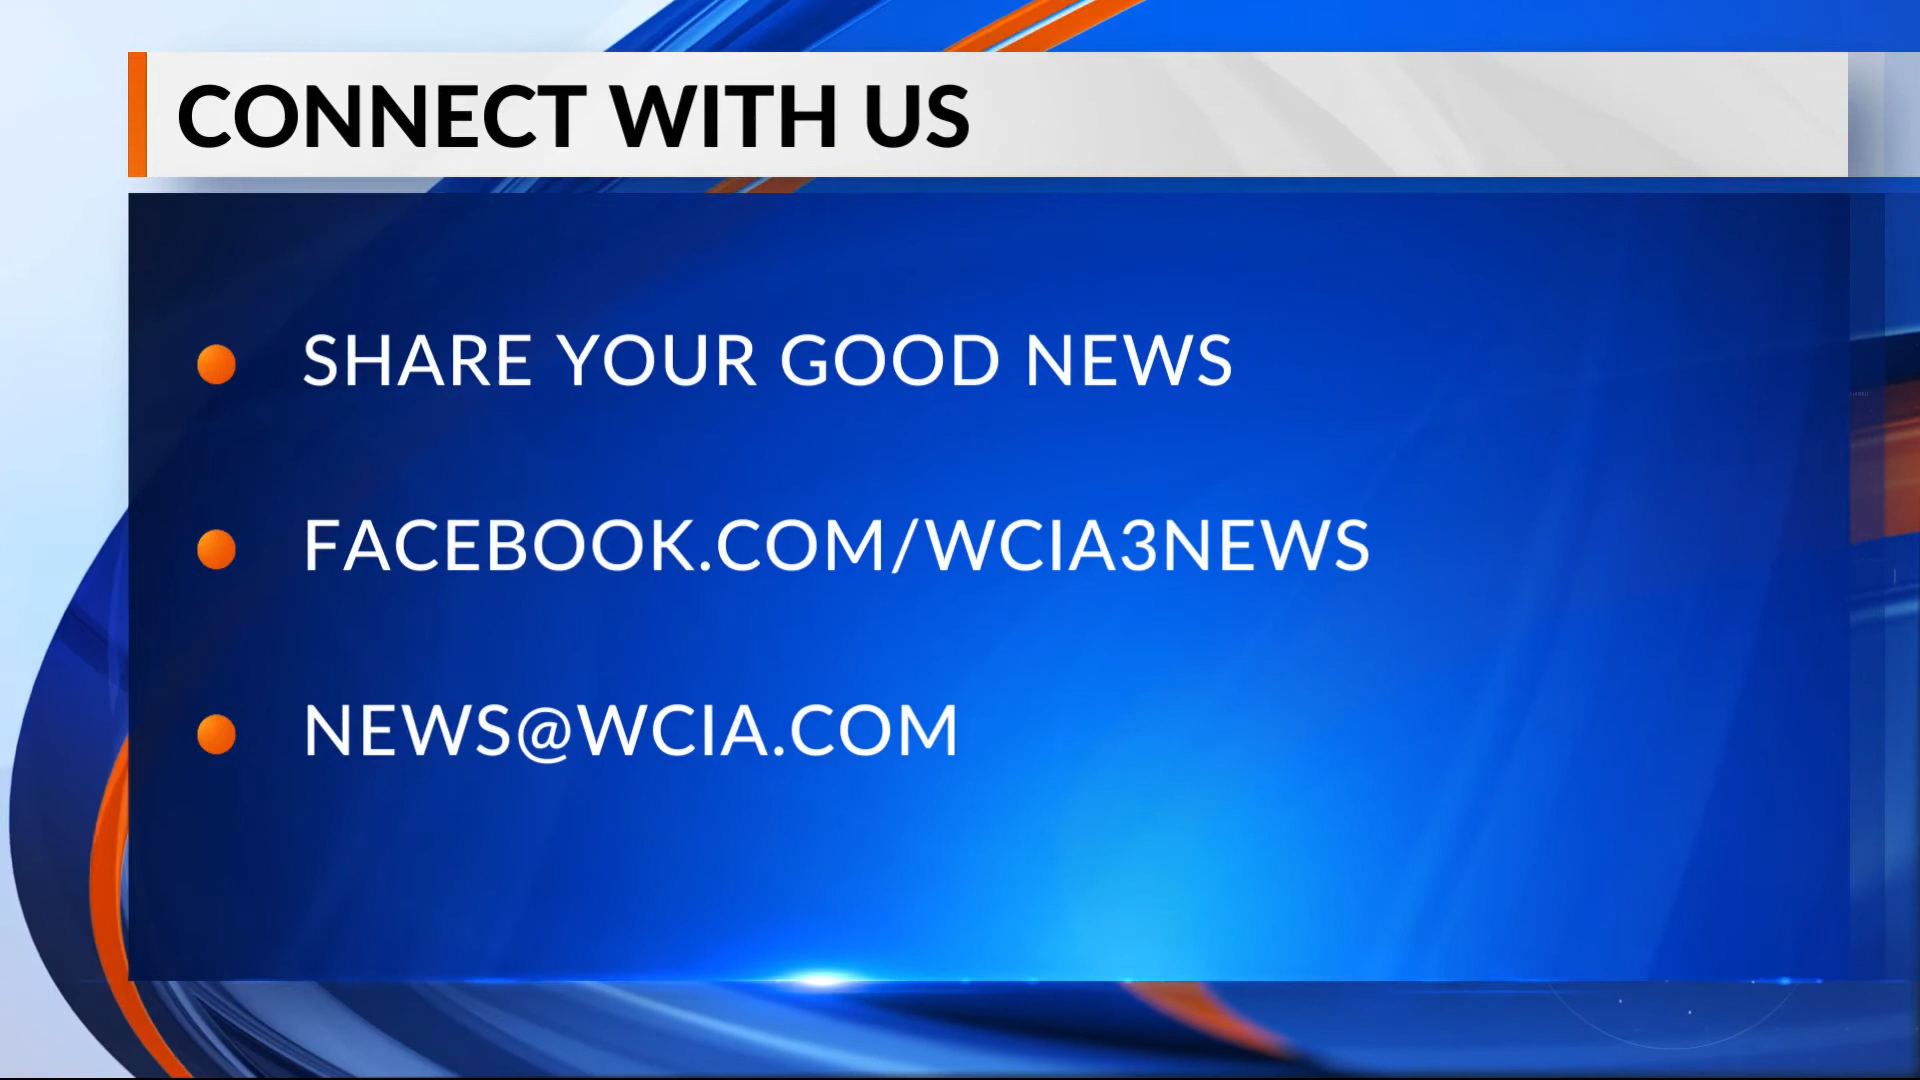 CONNECT WITH US
SHARE YOUR GOOD NEWS
FACEBOOK.COM/WCIA3NEWS
NEWS@WCIA.COM